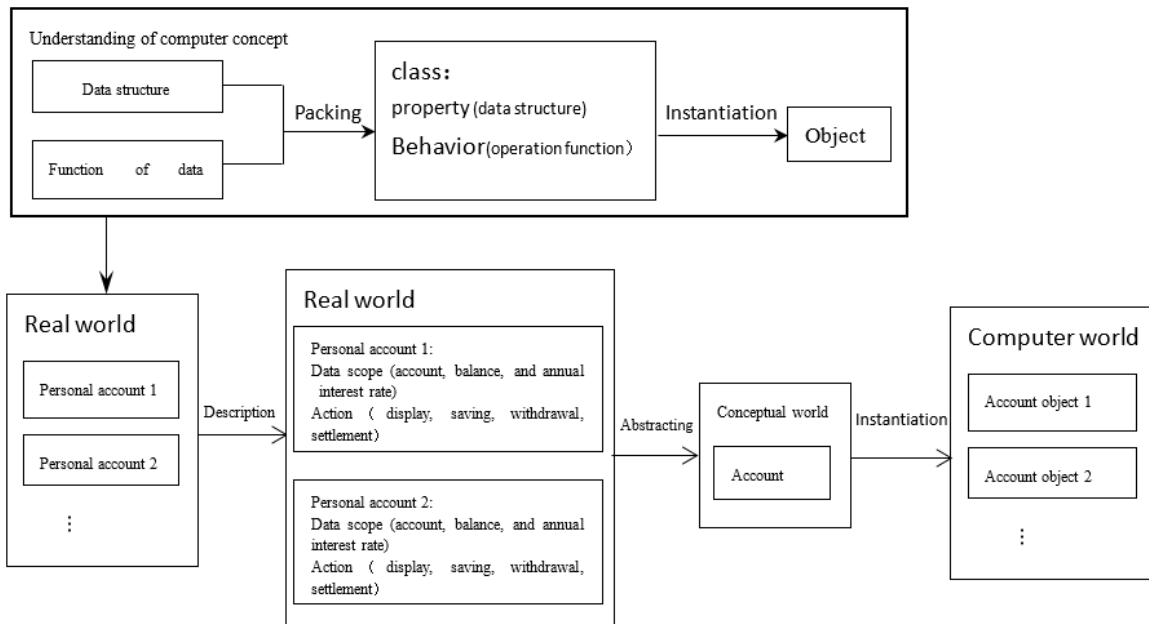 Understanding of computer concept
Data structure
Function of data
Packing
class：
property (data structure)
Behavior(operation function）
Instantiation
Object
Real world
Personal account 1
Personal account 2
⋮
Description
Real world
Personal account 1:
Data scope (account, balance, and annual
interest rate)
Action （ display, saving, withdrawal,
settlement）
Personal account 2:
Data scope (account, balance, and annual
interest rate)
Action （ display, saving, withdrawal,
settlement）
Abstracting
Conceptual world
Account
Instantiation
Computer world
Account object 1
Account object 2
⋮